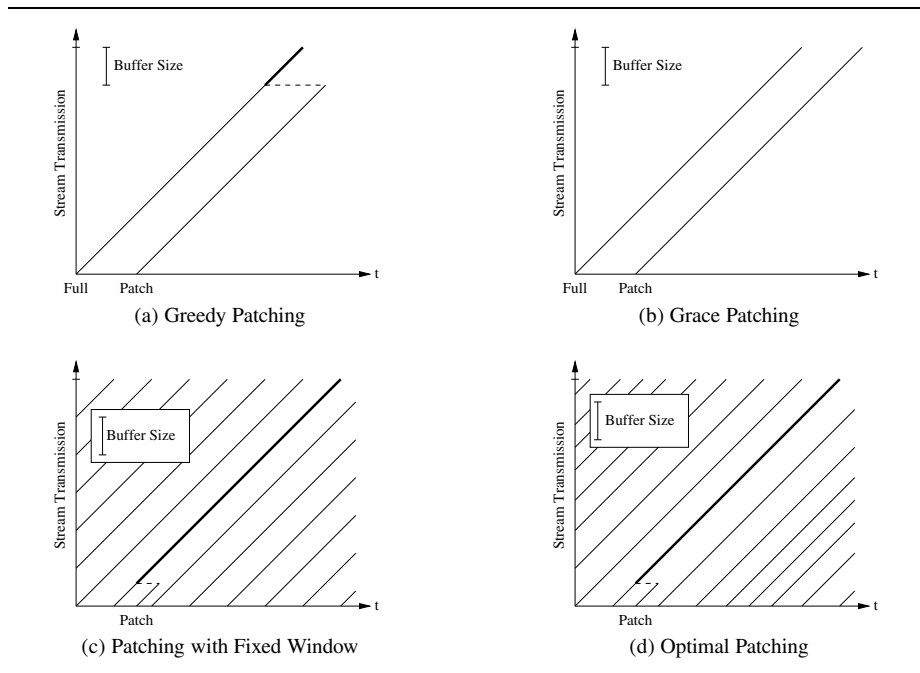 Buffer Size
Stream Transmission
t
Full Patch
(a) Greedy Patching
Buffer Size
Stream Transmission
t
Full Patch
(b) Grace Patching
Buffer Size
Stream Transmission
t
Patch
(c) Patching with Fixed Window
Buffer Size
Stream Transmission
t
Patch
(d) Optimal Patching